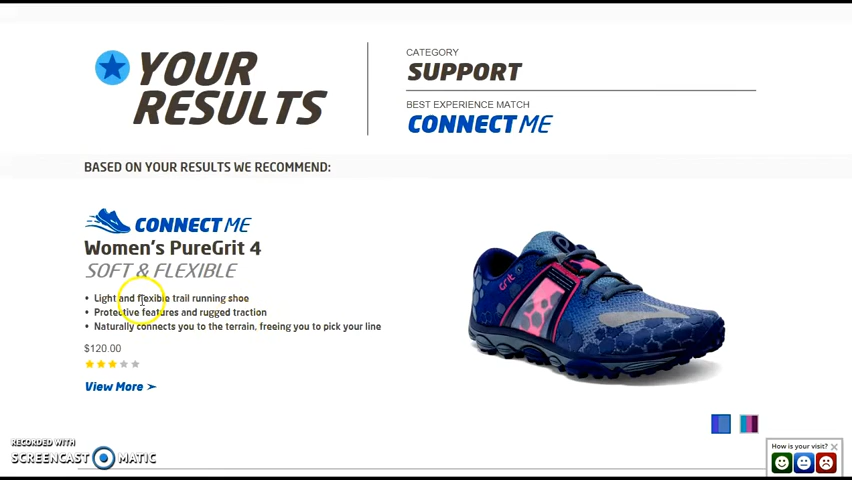 YOUR
RESULTS
CATEGORY
SUPPORT
BEST EXPERIENCE MATCH
CONNECT ME
BASED ON YOUR RESULTS WE RECOMMEND:
CONNECT ME
Women's PureGrit 4
SOFT & FLEXIBLE
• Light and flexible trail running shoe
• Protective features and rugged traction
• Naturally connects you to the terrain, freeing you to pick your line
$120.00
View More >
Grit
RECORDED WITH
SCREENCAST MATIC
How is your visit?